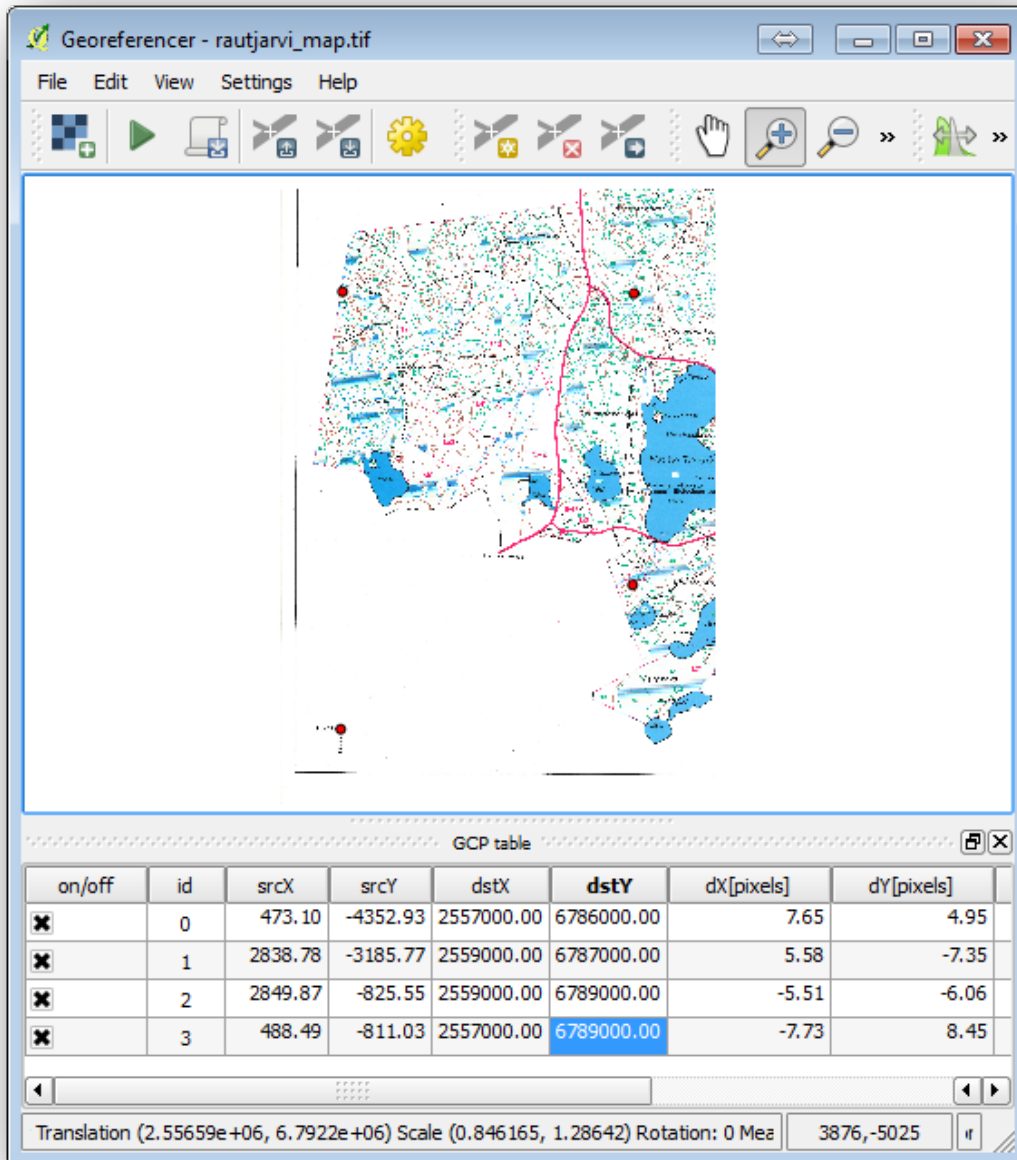 Georeferencer - rautjarvi_map.tif
File Edit View Settings Help
» »
GCP table
on/off id srcX srcY dstX dstY dX[pixels] dY[pixels]
0 473.10 -4352.93 2557000.00 6786000.00 7.65 4.95
1 2838.78 -3185.77 2559000.00 6787000.00 5.58 -7.35
2 2849.87 -825.55 2559000.00 6789000.00 -5.51 -6.06
3 488.49 -811.03 2557000.00 6789000.00 -7.73 8.45
Translation (2.55659e+06, 6.7922e+06) Scale (0.846165, 1.28642) Rotation: 0 Mea 3876,-5025